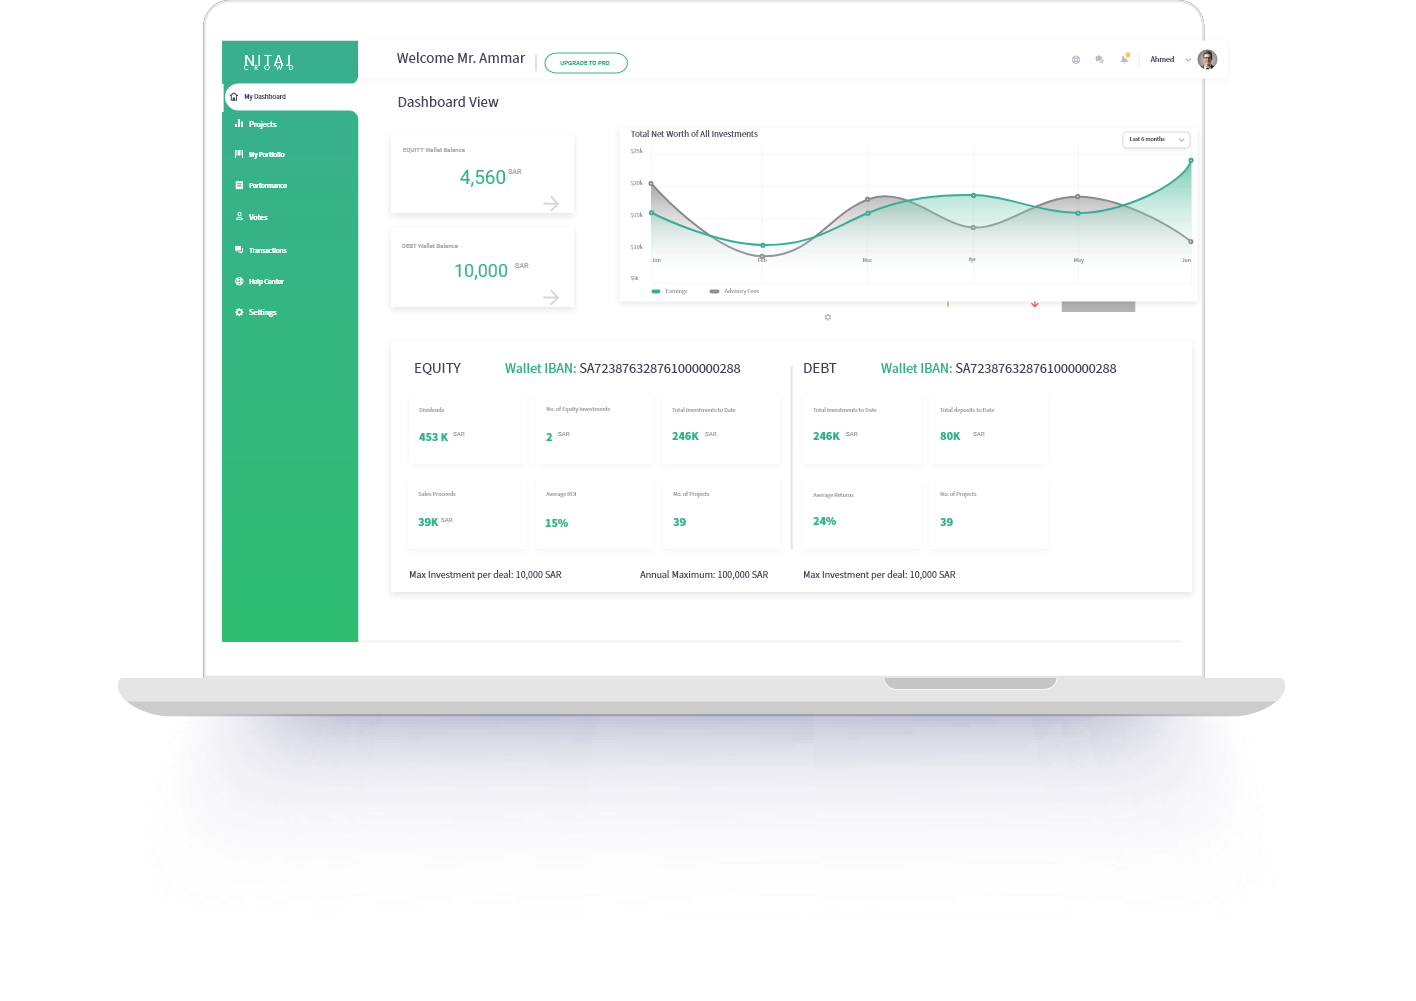 NITAJ
CROWD
Welcome Mr. Ammar
UPGRADE TO PRO
Ahmed
My Dashboard
Projects
My Portfolio
Performance
Votes
Transactions
Help Center
Settings
Dashboard View
EQUITY Wallet Balance
4,560 SAR
DEBT Wallet Balance
10,000 SAR
Total Net Worth of All Investments
Last 6 months
$25k
$20k
$15k
$10k
$5k
Jan Feb Mar Apr May Jun
Earnings Advisory Fees
EQUITY Wallet IBAN: SA723876328761000000288
DEBT Wallet IBAN: SA723876328761000000288
Dividends
453 K SAR
No. of Equity Investments
2 SAR
Total Investments to Date
246K SAR
Total Investments to Date
246K SAR
Total deposits to Date
80K SAR
Sales Proceeds
39K SAR
Average ROI
15%
No. of Projects
39
Average Returns
24%
No. of Projects
39
Max Investment per deal: 10,000 SAR
Annual Maximum: 100,000 SAR
Max Investment per deal: 10,000 SAR